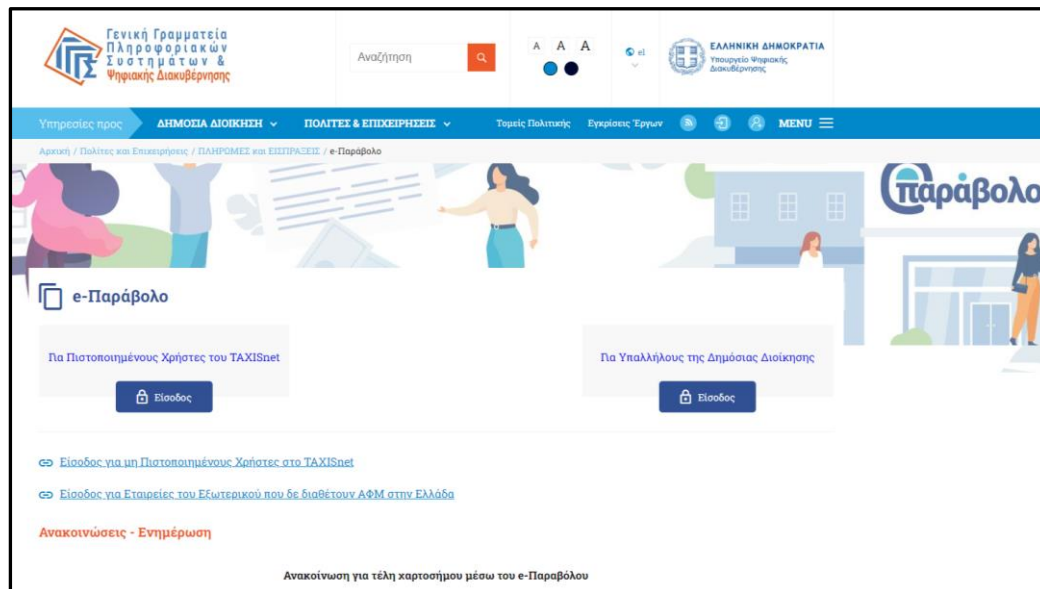 Γενική Γραμματεία
Πληροφοριακών
Συστημάτων &
Ψηφιακής Διακυβέρνησης
Αναζήτηση
A A A
el
ΕΛΛΗΝΙΚΗ ΔΗΜΟΚΡΑΤΙΑ
Υπουργείο Ψηφιακής
Διακυβέρνησης
Υπηρεσίες προς ΔΗΜΟΣΙΑ ΔΙΟΙΚΗΣΗ ΠΟΛΙΤΕΣ & ΕΠΙΧΕΙΡΗΣΕΙΣ Τομείς Πολιτικής Εγκρίσεις Έργων MENU
Αρχική / Πολίτες και Επιχειρήσεις / ΠΛΗΡΩΜΕΣ και ΕΙΣΠΡΑΞΕΙΣ / e-Παράβολο
παράβολο
e-Παράβολο
Για Πιστοποιημένους Χρήστες του TAXISnet
Για Υπαλλήλους της Δημόσιας Διοίκησης
Είσοδος
Είσοδος
Είσοδος για μη Πιστοποιημένους Χρήστες στο TAXISnet
Είσοδος για Εταιρείες του Εξωτερικού που δε διαθέτουν ΑΦΜ στην Ελλάδα
Ανακοινώσεις - Ενημέρωση
Ανακοίνωση για τέλη χαρτοσήμου μέσω του e-Παραβόλου